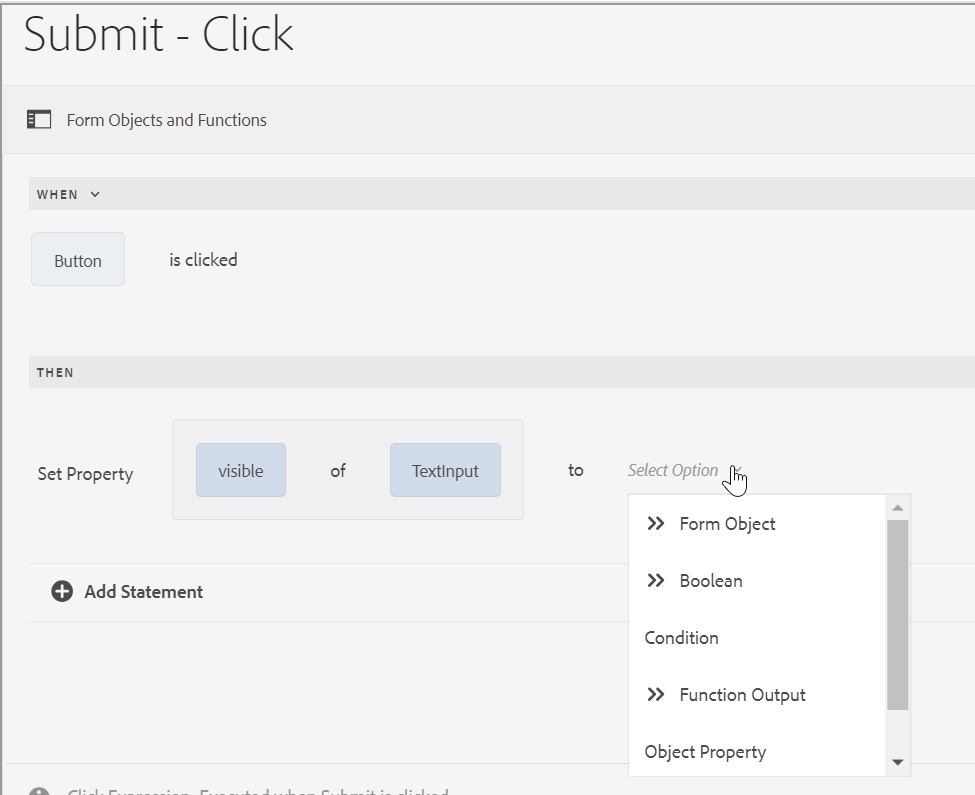 Submit - Click
Form Objects and Functions
WHEN
Button is clicked
THEN
Set Property visible of TextInput to Select Option
Form Object
Boolean
Condition
Function Output
Object Property
Add Statement
Click Expression. Executed when Submit is clicked